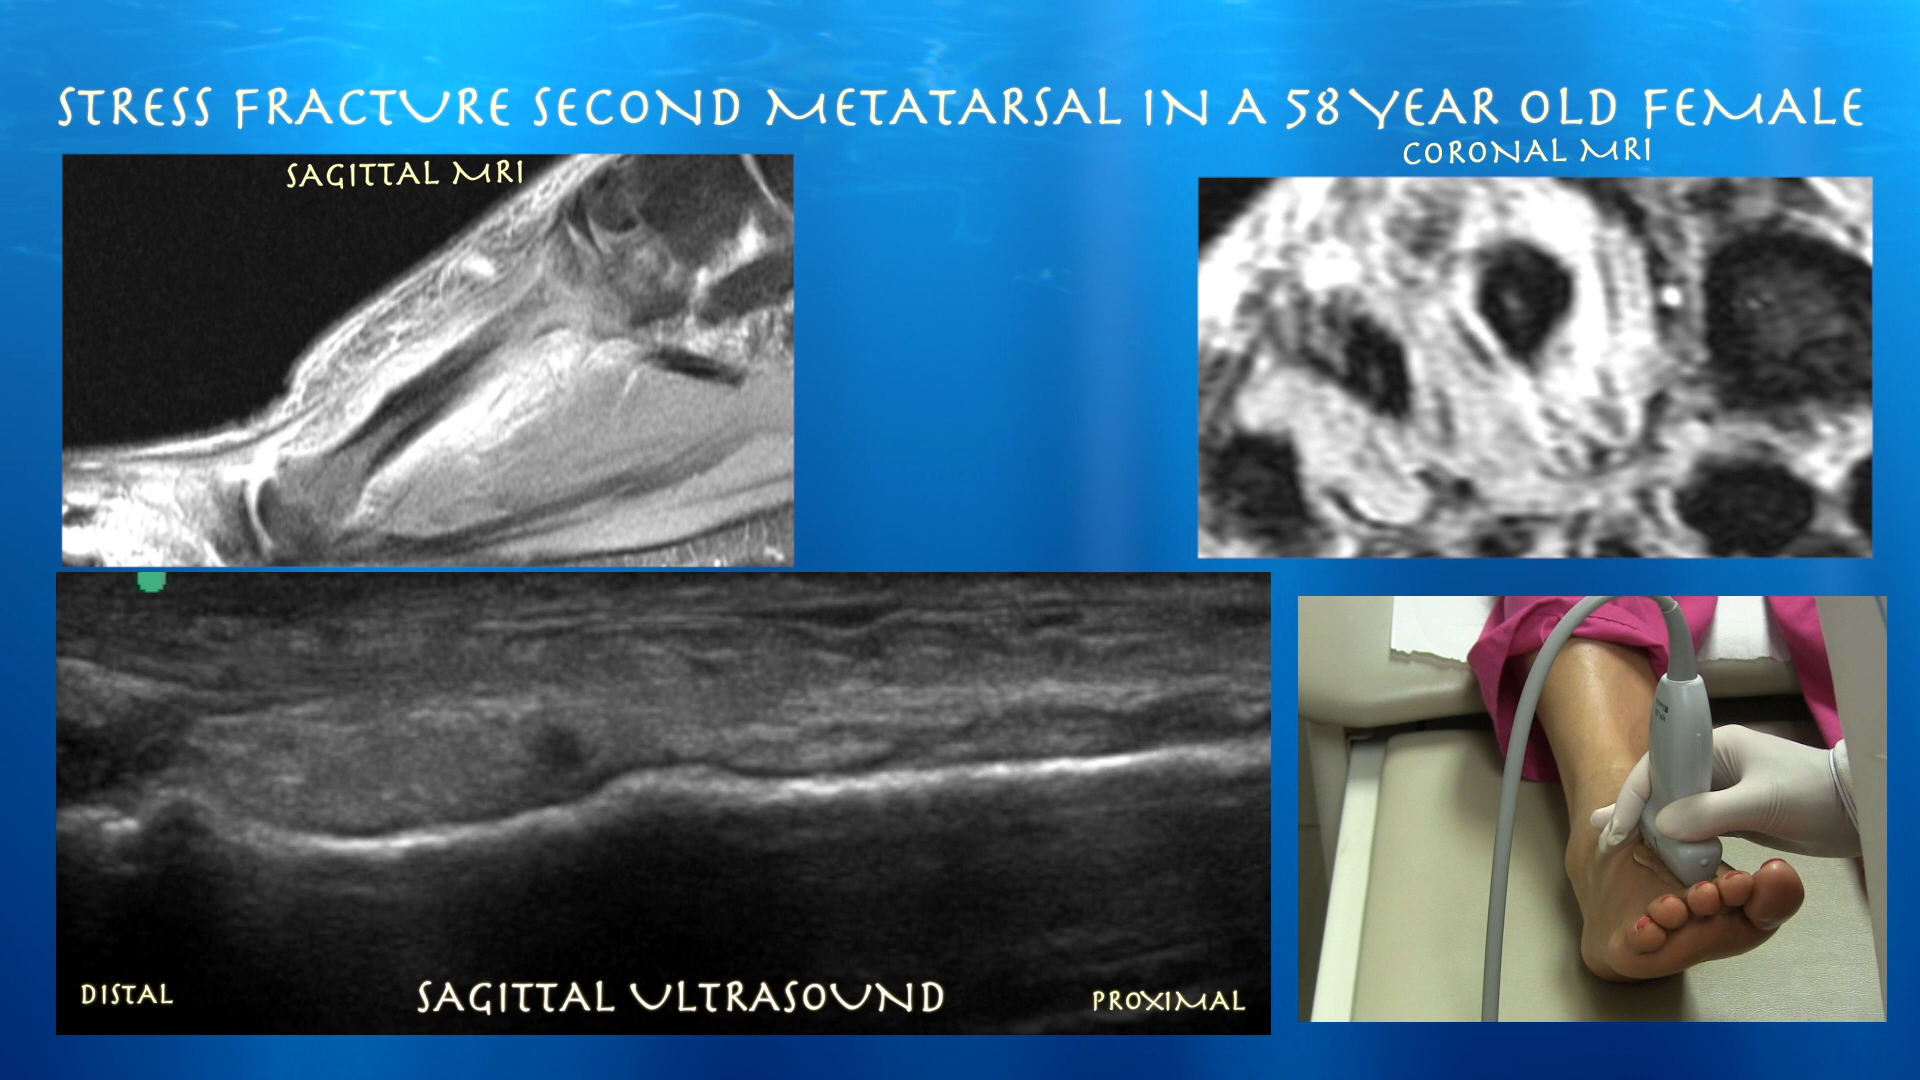 STRESS FRACTURE SECOND METATARSAL IN A 58 YEAR OLD FEMALE
SAGITTAL MRI
CORONAL MRI
DISTAL
SAGITTAL ULTRASOUND
PROXIMAL